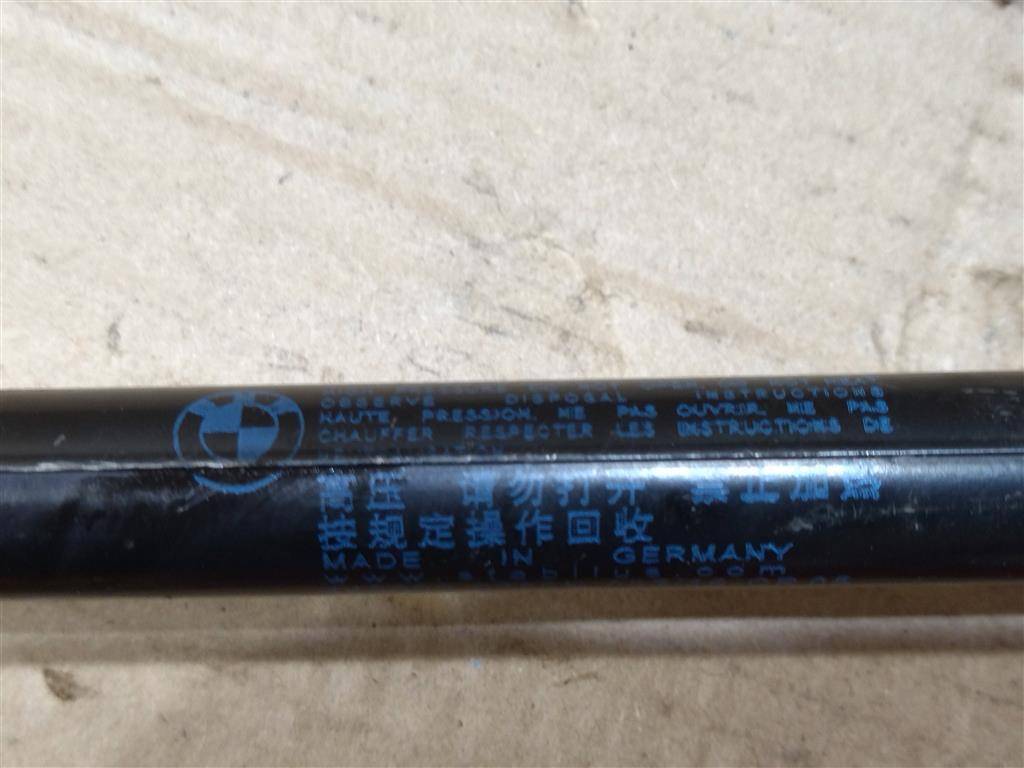 OBSERVE DISPOSAL INSTRUCTIONS
HAUTE PRESSION. NE PAS OUVRIR. NE PAS
CHAUFFER RESPECTER LES INSTRUCTIONS DE
高压 请勿打开 禁止加热
按规定操作回收
MADE IN GERMANY